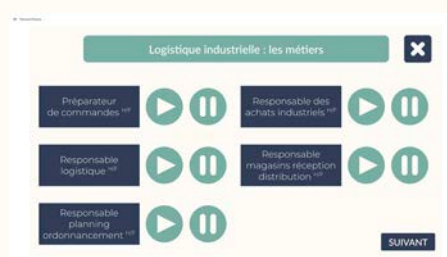 Logistique industrielle : les métiers
Préparateur
de commandes H/F
Responsable des
achats industriels H/F
Responsable
logistique H/F
Responsable
magasins réception
distribution H/F
Responsable
planning
ordonnancement H/F
SUIVANT